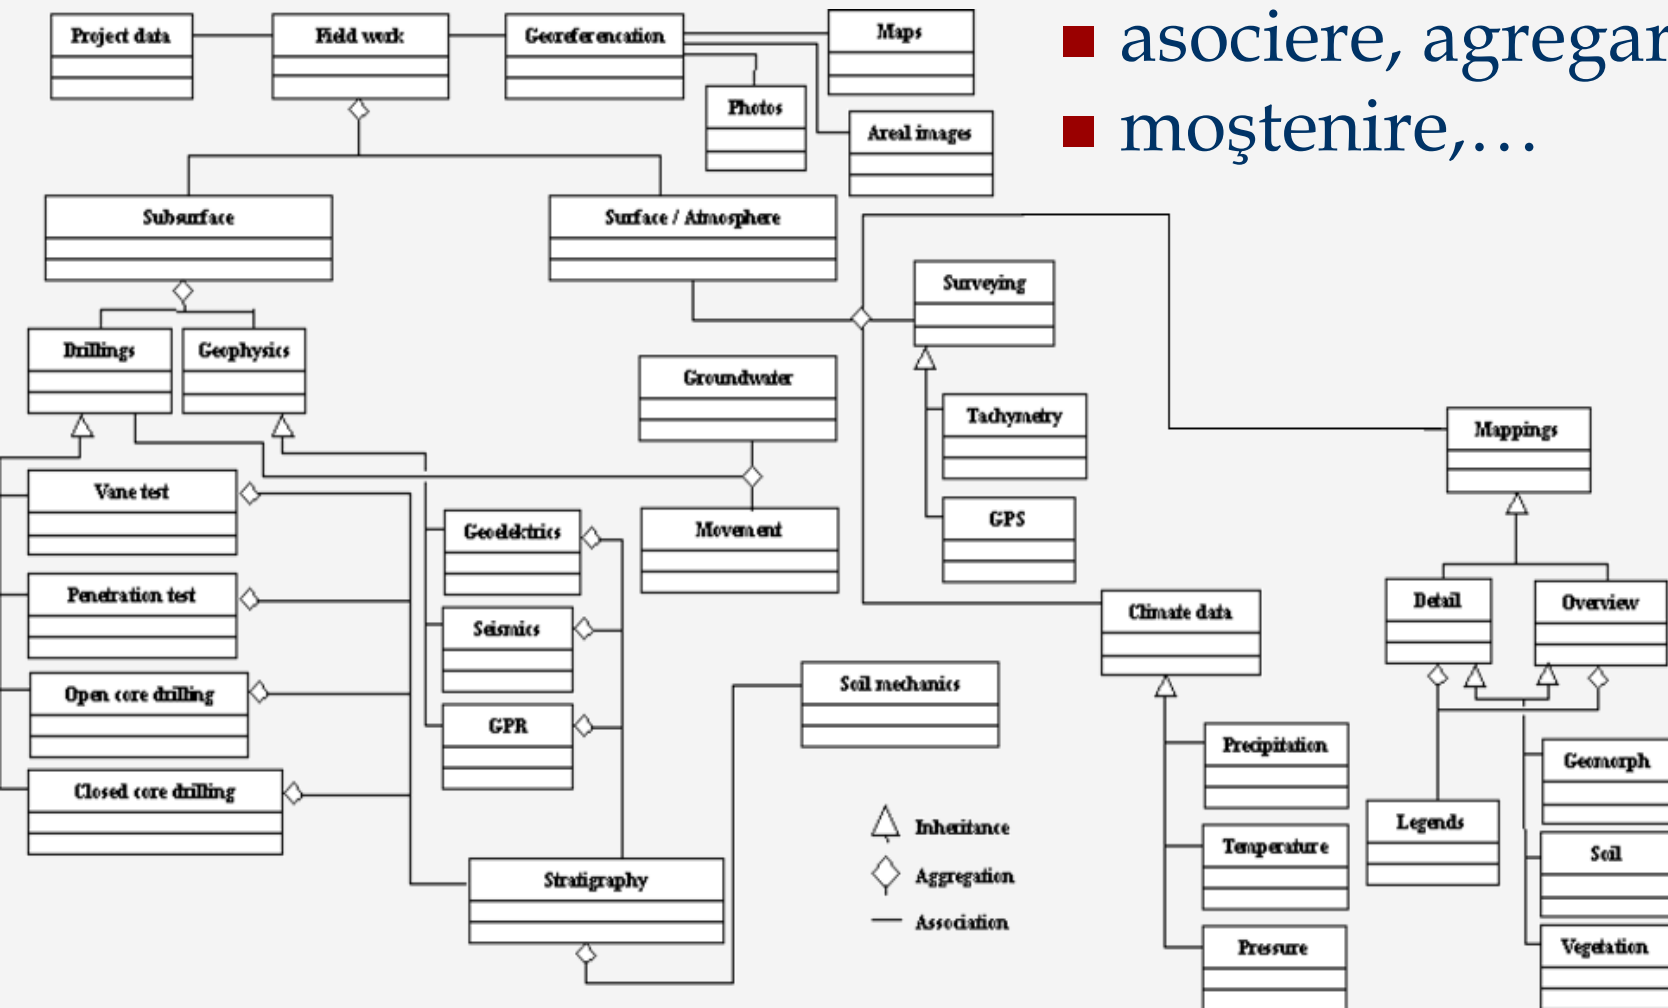 Project data
Field work
Georeferencation
Maps
asociere, agregar
Photos
Areal images
moştenire,…
Subsurface
Surface / Atmosphere
Surveying
Drillings
Geophysics
Groundwater
Tachymetry
Mappings
Vane test
Geoelektrics
Movement
GPS
Penetration test
Seismics
Climate data
Detail
Overview
Open core drilling
GPR
Soil mechanics
Precipitation
Geomorph
Closed core drilling
Inheritance
Legends
Temperature
Soil
Stratigraphy
Aggregation
Association
Pressure
Vegetation